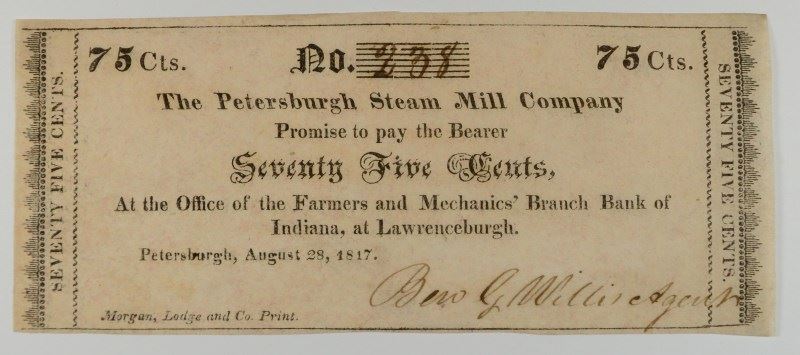 75 Cts. No. 238 75 Cts.
The Petersburgh Steam Mill Company
Promise to pay the Bearer
Seventy Five Cents,
At the Office of the Farmers and Mechanics' Branch Bank of
Indiana, at Lawrenceburgh.
Petersburgh, August 28, 1817.
Ben G Willis Agent
Morgan, Lodge and Co. Print.
SEVENTY FIVE CENTS.
SEVENTY FIVE CENTS.